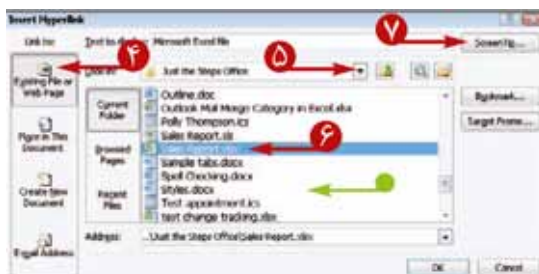 Insert Hyperlink
Link to:
Text to display: Microsoft Excel file
۷
ScreenTip...
۴
Existing File or
Web Page
Look in:
Just the Steps Office
۵
Place in This
Document
Create New
Document
E-mail Address
Current
Folder
Browsed
Pages
Recent
Files
Outline.doc
Outlook Mail Merge Category in Excel.xlsx
Polly Thompson.ics
Sales Report.xls
Sales Report.xlsx
۶
Sample tabs.docx
Spell Checking.docx
Styles.docx
Test appointment.ics
text change tracking.xlsx
Bookmark...
Target Frame...
Address:
..\Just the Steps Office\Sales Report.xlsx
OK
Cancel